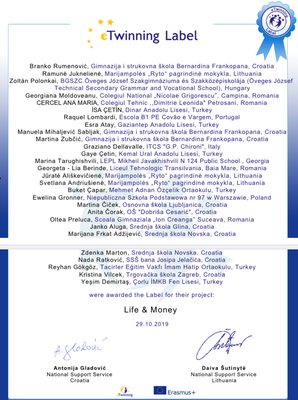 eTwinning Label
Branko Rumenović, Gimnazija i strukovna škola Bernardina Frankopana, Croatia
Ramunė Juknelienė, Marijampolės „Ryto" pagrindinė mokykla, Lithuania
Zoltán Polonkai, BGSZC Öveges József Szakgimnáziuma és Szakközépiskolája (Öveges József
Technical Secondary Grammar and Vocational School), Hungary
Georgiana Moldoveanu, Colegiul National „Nicolae Grigorescu", Campina, Romania
CERCEL ANA MARIA, Colegiul Tehnic ,,Dimitrie Leonida" Petrosani, Romania
İSA ÇETİN, Dinar Anadolu Lisesi, Turkey
Raquel Lombardi, Escola B1 PE Covão e Vargem, Portugal
Esra Atay, Gaziantep Anadolu Lisesi, Turkey
Manuela Mihaljević Sabljak, Gimnazija i strukovna škola Bernardina Frankopana, Croatia
Martina Zubčić, Gimnazija i strukovna škola Bernardina Frankopana, Croatia
Graziano Dellavalle, ITCS "G.P. Chironi", Italy
Gaye Çetin, Kemal Ural Anadolu Lisesi, Turkey
Marina Tarughishvili, LEPL Mikheil Javakhishvili N 124 Public School , Georgia
Georgeta - Lia Berinde, Liceul Tehnologic Transilvania, Baia Mare, Romania
JūratėAliškevičienė, Marijampolės „Ryto" pagrindinė mokykla, Lithuania
Svetlana Andriulienė, Marijampolės „Ryto" pagrindinė mokykla, Lithuania
Buket Çapar, Mehmet Adnan Özçelik Ortaokulu, Turkey
Ewelina Gronner, Niepubliczna Szkoła Podstawowa nr 97 w Warszawie, Poland
Martina Čiček, Osnovna škola Ljubljanica, Croatia
Anita Čorak, OŠ "Dobriša Cesarić", Croatia
Oltea Preluca, Scoala Gimnaziala „Ion Creanga" Suceava, Romania
Janko Aluga, Srednja škola Glina, Croatia
Marijana Frkat Adžijević, Srednja škola Novska, Croatia
Zdenka Marton, Srednja škola Novska, Croatia
Nada Ratković, SSŠ bana Josipa Jelačića, Croatia
Reyhan Gökgöz, Tacirler Eğitim Vakfı İmam Hatip Ortaokulu, Turkey
Kristina Vilcek, Trgovačka škola Zagreb, Croatia
Yeşim Demirtaş, Çorlu İMKB Fen Lisesi, Turkey
were awarded the Label for their project:
Life & Money
29.10.2019
Antonija Gladović
National Support Service
Croatia
Daiva Šutinytė
National Support Service
Lithuania
eTwinning
Erasmus+